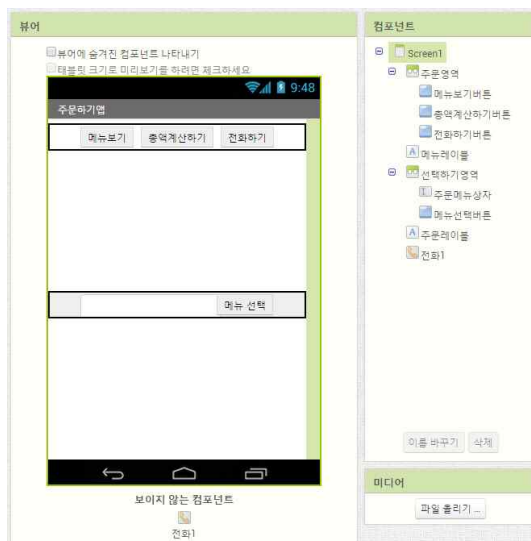 뷰어
뷰어에 숨겨진 컴포넌트 나타내기
태블릿 크기로 미리보기를 하려면 체크하세요
9:48
주문하기앱
메뉴보기 총액계산하기 전화하기
메뉴 선택
보이지 않는 컴포넌트
전화1
컴포넌트
Screen1
주문영역
메뉴보기버튼
총액계산하기버튼
전화하기버튼
메뉴레이블
선택하기영역
주문메뉴상자
메뉴선택버튼
주문레이블
전화1
이름 바꾸기 삭제
미디어
파일 올리기 ...